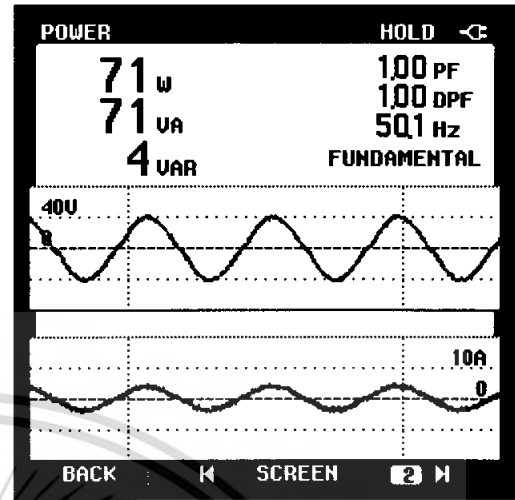 POWER HOLD
71 W 1,00 PF
71 VA 1,00 DPF
4 VAR 50,1 Hz
FUNDAMENTAL
40V
0
10A
0
BACK SCREEN 2